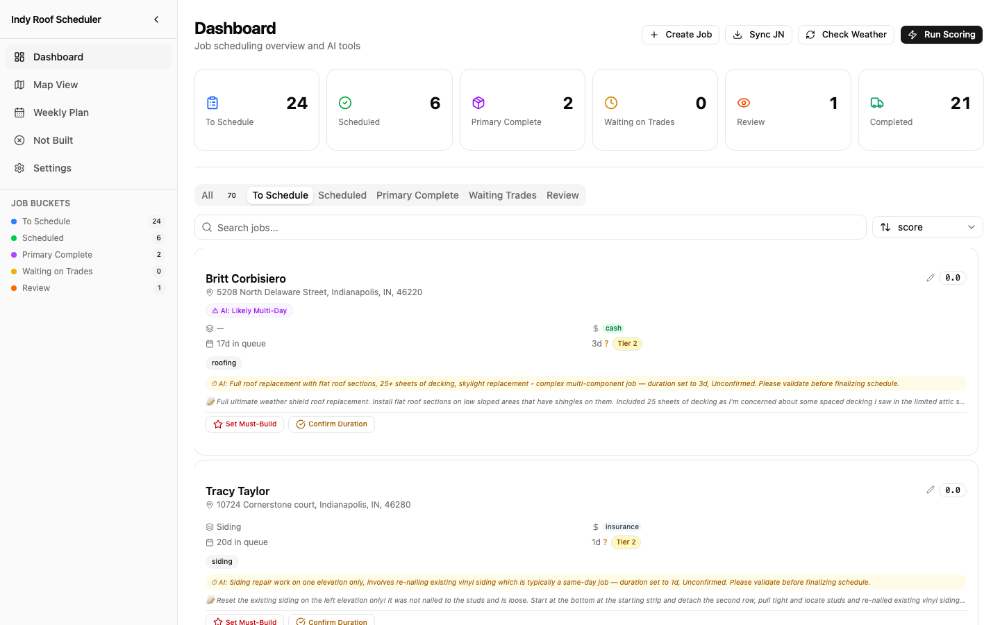 Indy Roof Scheduler
Dashboard
Map View
Weekly Plan
Not Built
Settings
JOB BUCKETS
To Schedule 24
Scheduled 6
Primary Complete 2
Waiting on Trades 0
Review 1
Dashboard
Job scheduling overview and AI tools
Create Job
Sync JN
Check Weather
Run Scoring
24
To Schedule
6
Scheduled
2
Primary Complete
0
Waiting on Trades
1
Review
21
Completed
All 70 To Schedule Scheduled Primary Complete Waiting Trades Review
Search jobs...
score
Britt Corbisiero
0.0
5208 North Delaware Street, Indianapolis, IN, 46220
AI: Likely Multi-Day
—
cash
17d in queue
3d ? Tier 2
roofing
AI: Full roof replacement with flat roof sections, 25+ sheets of decking, skylight replacement - complex multi-component job — duration set to 3d, Unconfirmed. Please validate before finalizing schedule.
Full ultimate weather shield roof replacement. Install flat roof sections on low sloped areas that have shingles on them. Included 25 sheets of decking as I'm concerned about some spaced decking I saw in the limited attic s...
Set Must-Build
Confirm Duration
Tracy Taylor
0.0
10724 Cornerstone court, Indianapolis, IN, 46280
Siding
insurance
20d in queue
1d ? Tier 2
siding
AI: Siding repair work on one elevation only, involves re-nailing existing vinyl siding which is typically a same-day job — duration set to 1d, Unconfirmed. Please validate before finalizing schedule.
Reset the existing siding on the left elevation only! It was not nailed to the studs and is loose. Start at the bottom at the starting strip and detach the second row, pull tight and locate studs and re-nailed existing vinyl siding...
Set Must-Build
Confirm Duration